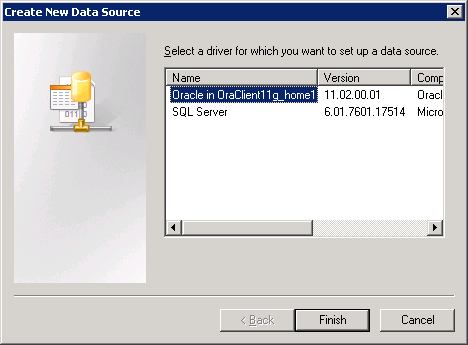 Create New Data Source
Select a driver for which you want to set up a data source.
Name Version Comp
Oracle in OraClient11g_home1 11.02.00.01 Oracl
SQL Server 6.01.7601.17514 Micro
< Back Finish Cancel